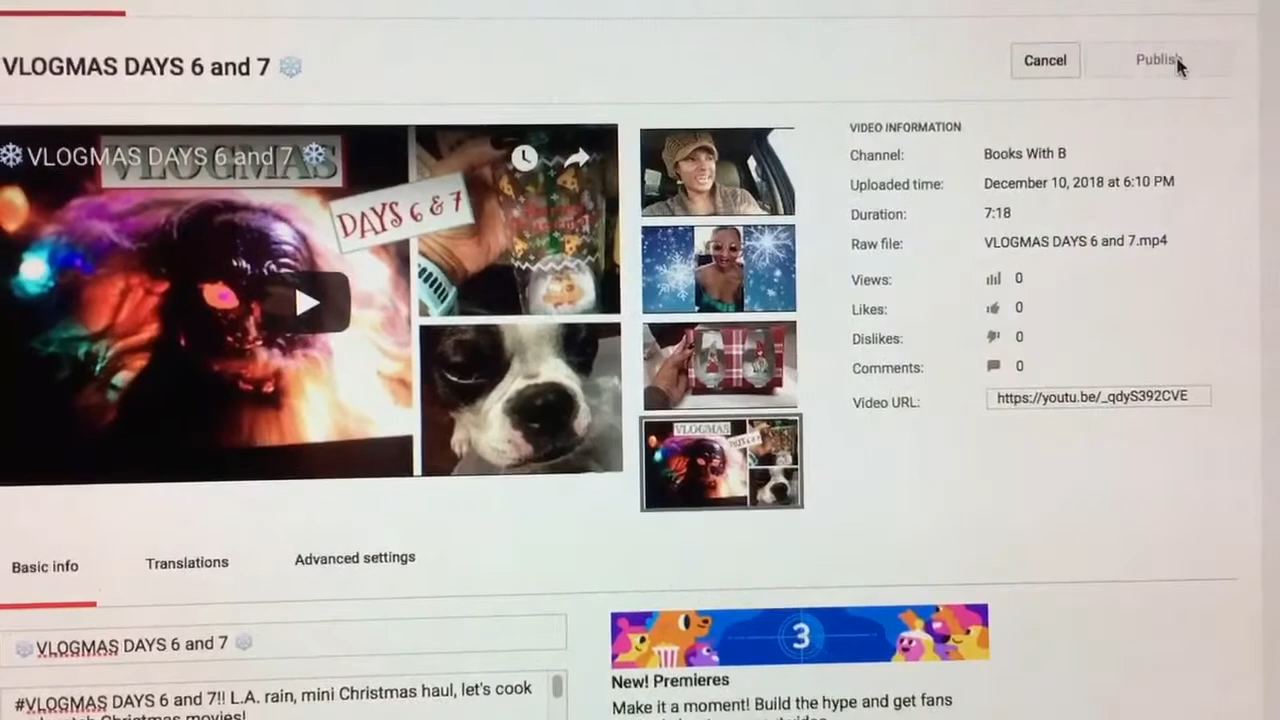 VLOGMAS DAYS 6 and 7
Cancel
Publish
VLOGMAS DAYS 6 and 7
VLOGMAS
DAYS 6 & 7
VLOGMAS
VIDEO INFORMATION
Channel: Books With B
Uploaded time: December 10, 2018 at 6:10 PM
Duration: 7:18
Raw file: VLOGMAS DAYS 6 and 7.mp4
Views: 0
Likes: 0
Dislikes: 0
Comments: 0
Video URL: https://youtu.be/_qdyS392CVE
Basic info
Translations
Advanced settings
VLOGMAS DAYS 6 and 7
#VLOGMAS DAYS 6 and 7!! L.A. rain, mini Christmas haul, let's cook
Christmas movies!
3
New! Premieres
Make it a moment! Build the hype and get fans